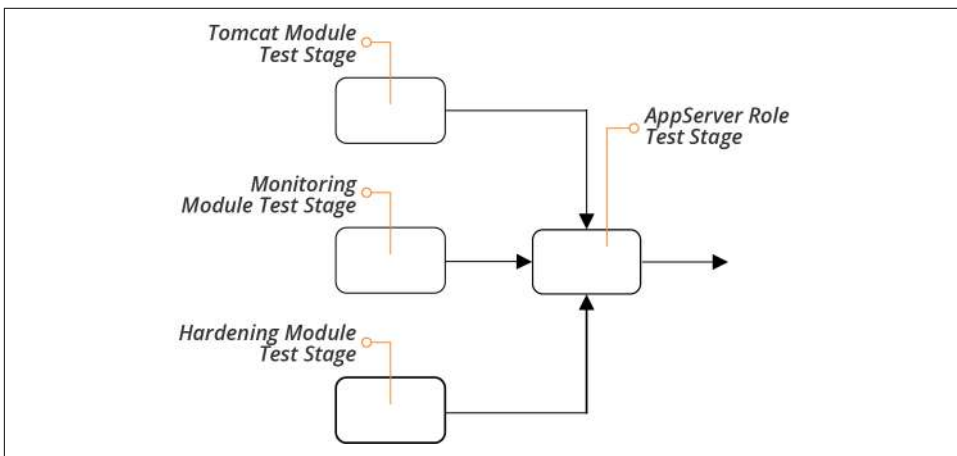 Tomcat Module
Test Stage
AppServer Role
Test Stage
Monitoring
Module Test Stage
Hardening Module
Test Stage